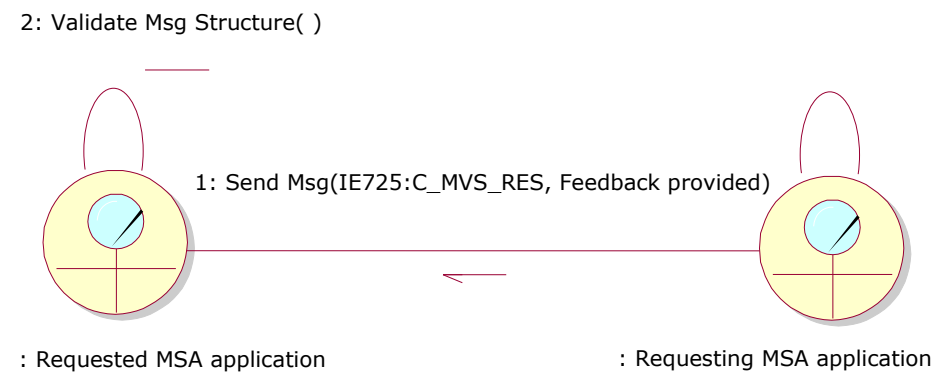 2: Validate Msg Structure( )
1: Send Msg(IE725:C_MVS_RES, Feedback provided)
: Requested MSA application
: Requesting MSA application